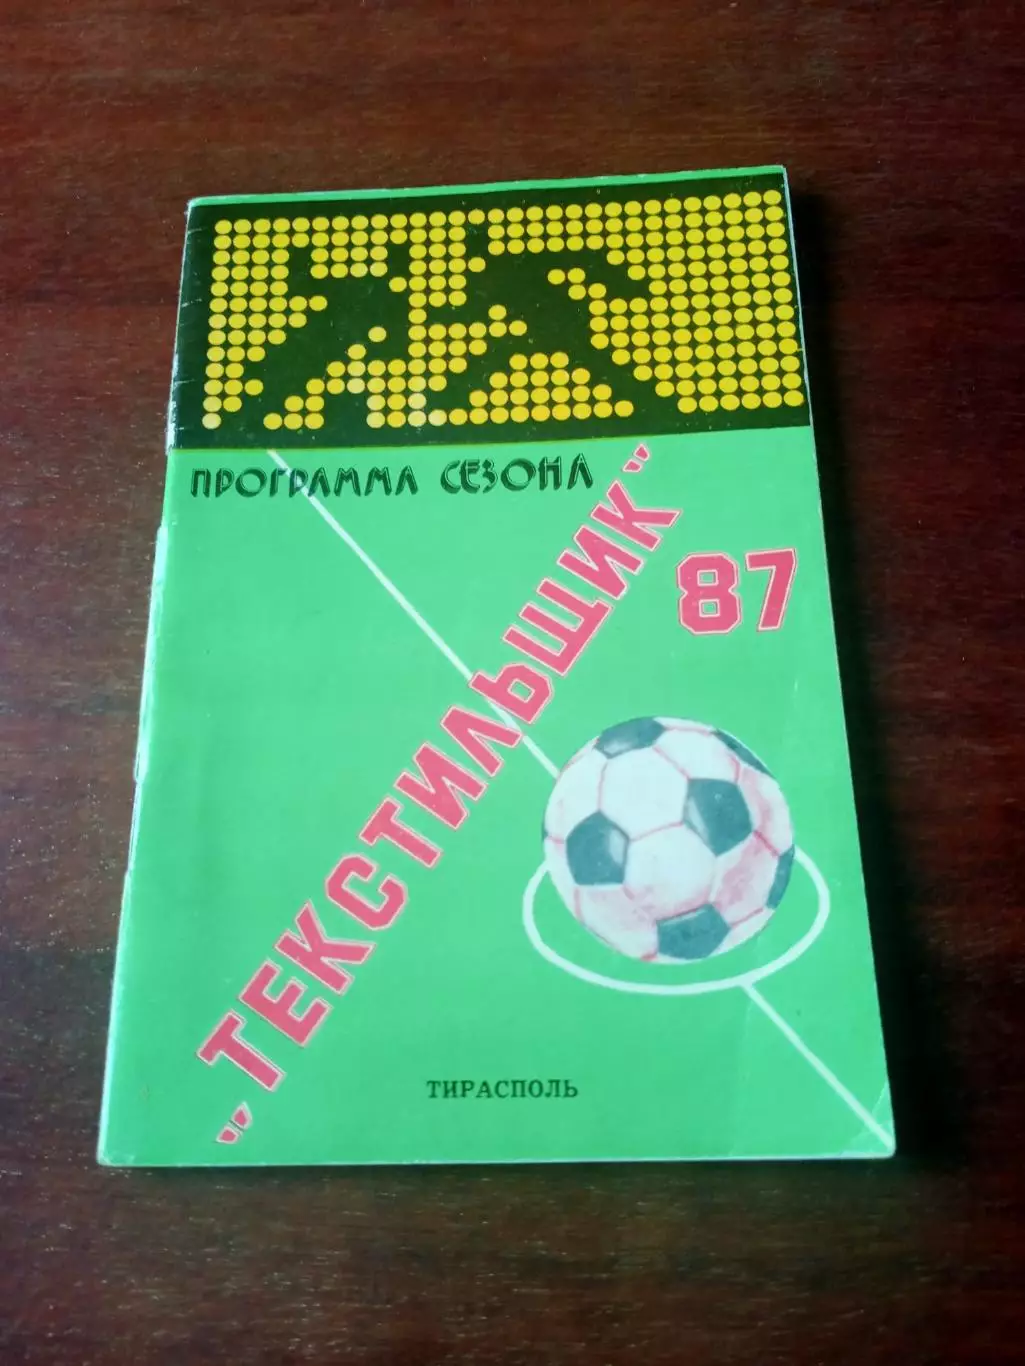 ПРОГРАММА СЕЗОНА
„ТЕКСТИЛЬЩИК"
87
ТИРАСПОЛЬ